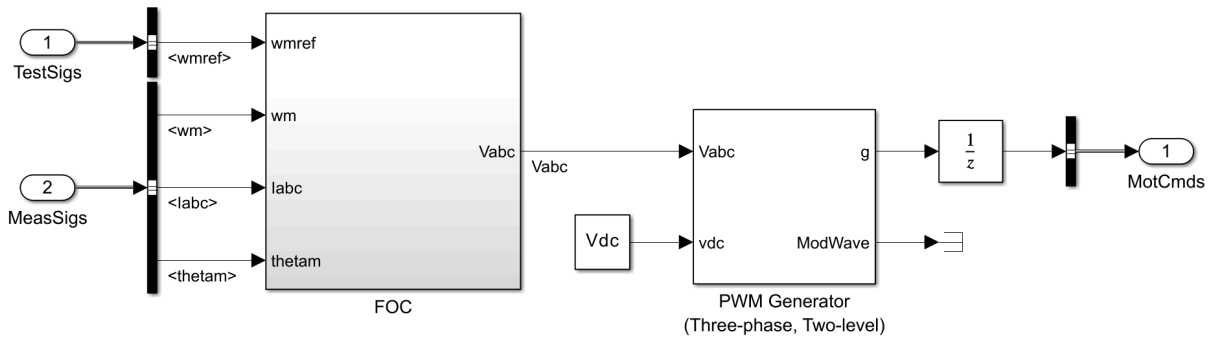 1
TestSigs
<wmref>
<wm>
2
MeasSigs
<Iabc>
<thetam>
wmref
wm
Iabc
thetam
Vabc
FOC
Vabc
Vdc
Vabc
vdc
g
ModWave
PWM Generator
(Three-phase, Two-level)
1
z
1
MotCmds